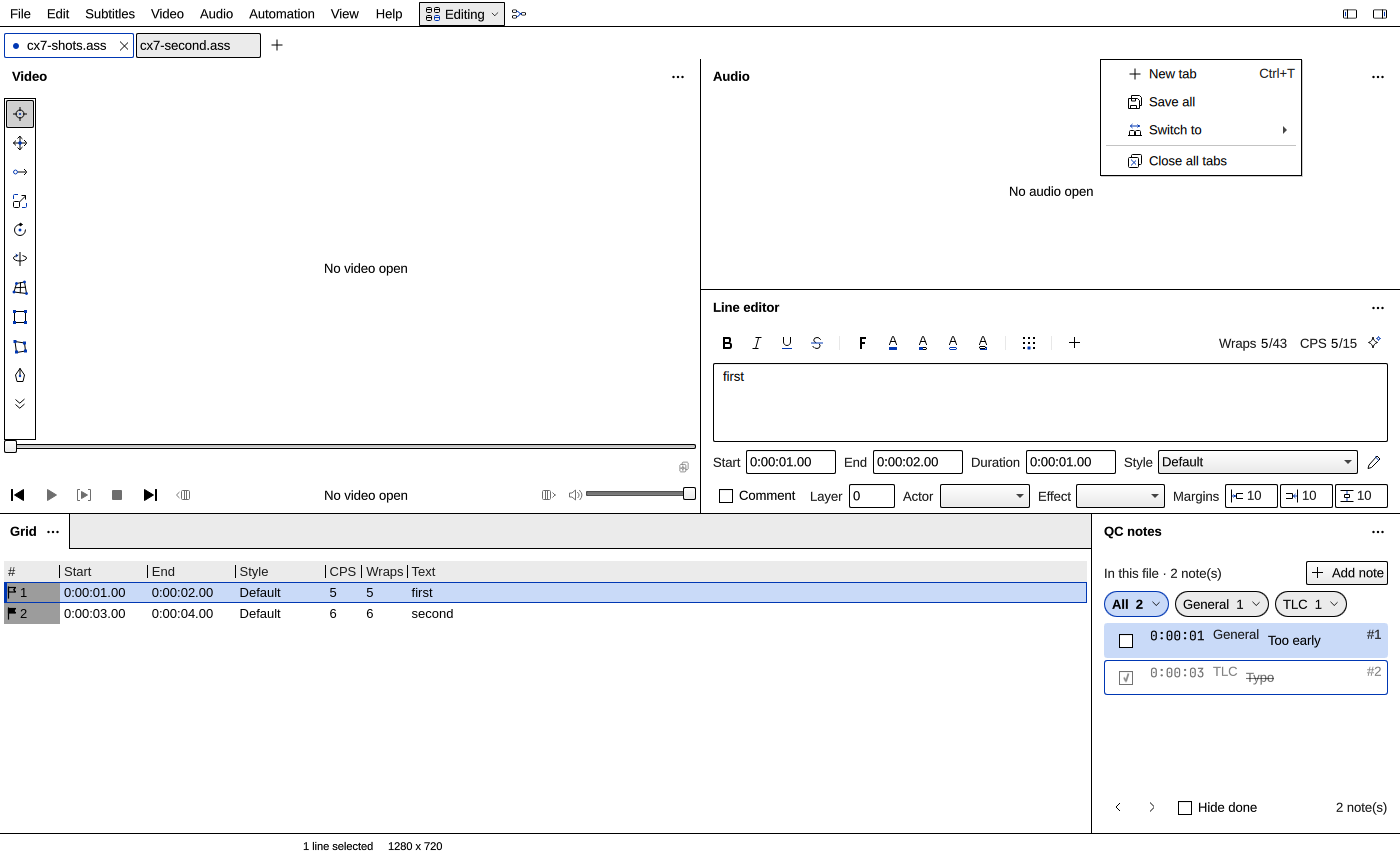 File Edit Subtitles Video Audio Automation View Help Editing
cx7-shots.ass cx7-second.ass
Video
No video open
No video open
Audio
New tab Ctrl+T
Save all
Switch to
Close all tabs
No audio open
Line editor
B I U S F A A A A Wraps 5/43 CPS 5/15
first
Start 0:00:01.00 End 0:00:02.00 Duration 0:00:01.00 Style Default
Comment Layer 0 Actor Effect Margins 10 10 10
Grid
# Start End Style CPS Wraps Text
1 0:00:01.00 0:00:02.00 Default 5 5 first
2 0:00:03.00 0:00:04.00 Default 6 6 second
QC notes
In this file · 2 note(s) Add note
All 2 General 1 TLC 1
0:00:01 General Too early #1
0:00:03 TLC Typo #2
Hide done 2 note(s)
1 line selected 1280 x 720